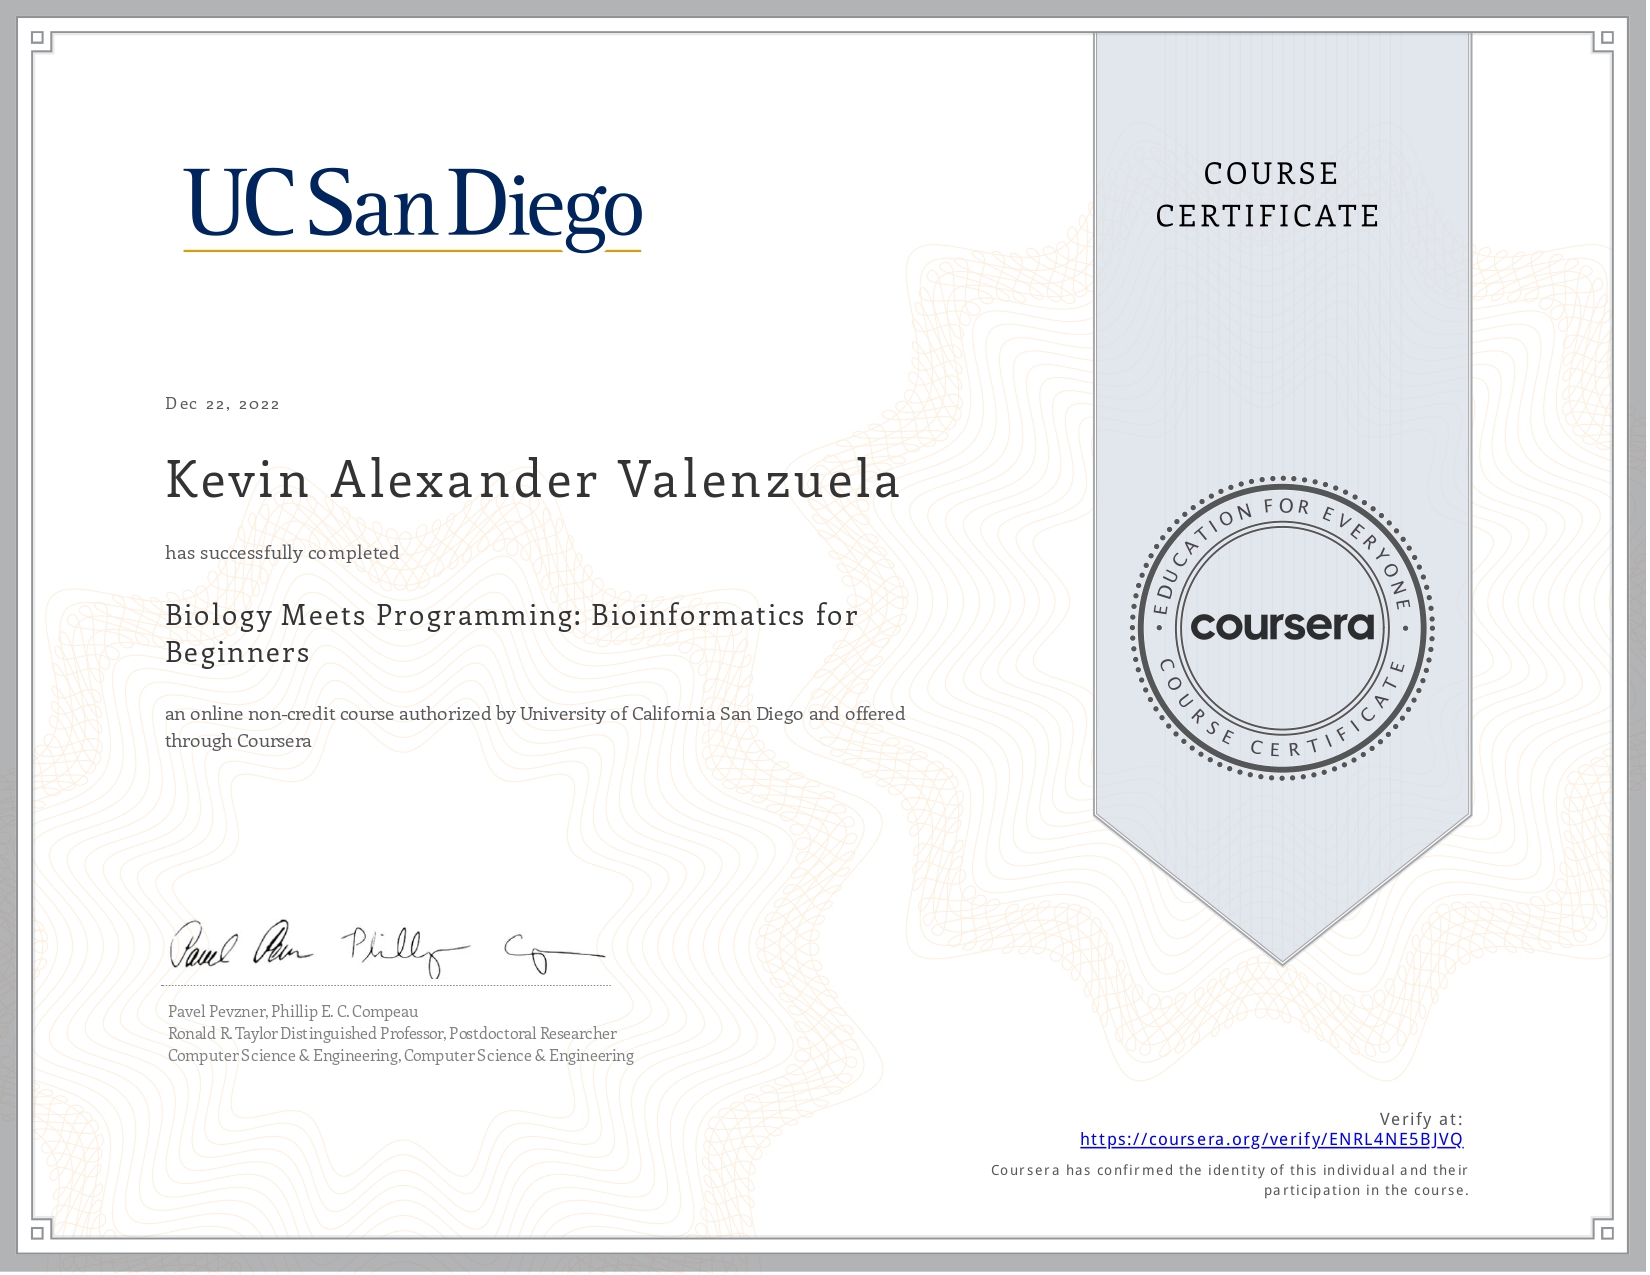 UC San Diego
COURSE
CERTIFICATE
Dec 22, 2022
Kevin Alexander Valenzuela
has successfully completed
Biology Meets Programming: Bioinformatics for
Beginners
an online non-credit course authorized by University of California San Diego and offered
through Coursera
EDUCATION FOR EVERYONE
coursera
COURSE CERTIFICATE
Pavel Pevzner, Phillip E. C. Compeau
Ronald R. Taylor Distinguished Professor, Postdoctoral Researcher
Computer Science & Engineering, Computer Science & Engineering
Verify at:
https://coursera.org/verify/ENRL4NE5BJVQ
Coursera has confirmed the identity of this individual and their
participation in the course.